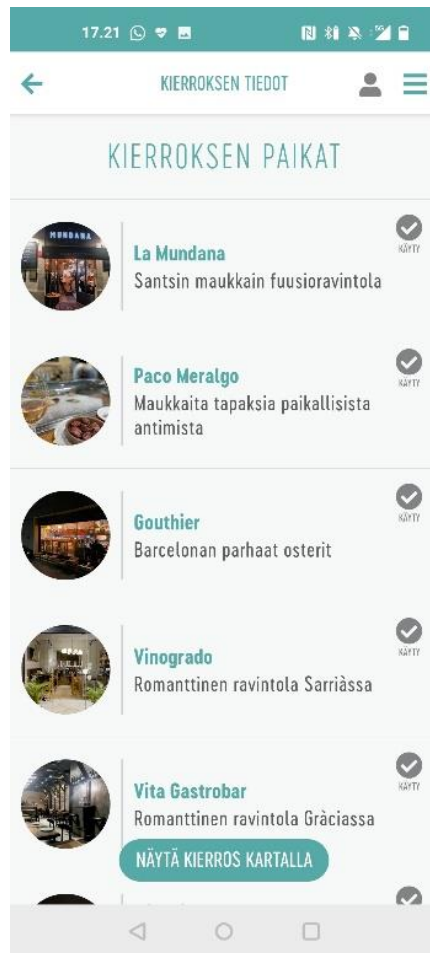 17.21
KIERROKSEN TIEDOT
KIERROKSEN PAIKAT
MUNDANA
La Mundana
Santsin maukkain fuusioravintola
KÄYTY
Paco Meralgo
Maukkaita tapaksia paikallisista
antimista
KÄYTY
Gouthier
Barcelonan parhaat osterit
KÄYTY
Vinogrado
Romanttinen ravintola Sarriàssa
KÄYTY
Vita Gastrobar
Romanttinen ravintola Gràciassa
KÄYTY
NÄYTÄ KIERROS KARTALLA